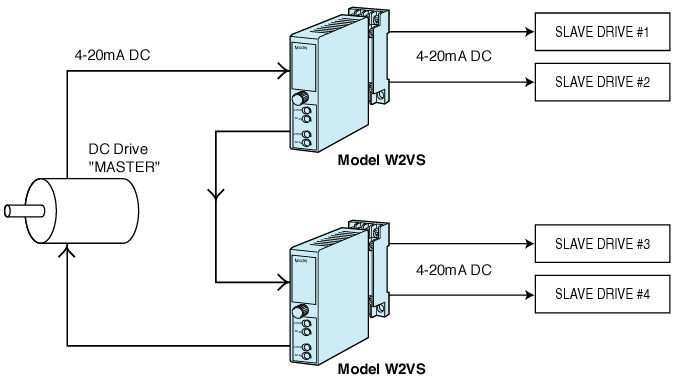 4-20mA DC
DC Drive
"MASTER"
4-20mA DC
SLAVE DRIVE #1
SLAVE DRIVE #2
Model W2VS
4-20mA DC
SLAVE DRIVE #3
SLAVE DRIVE #4
Model W2VS